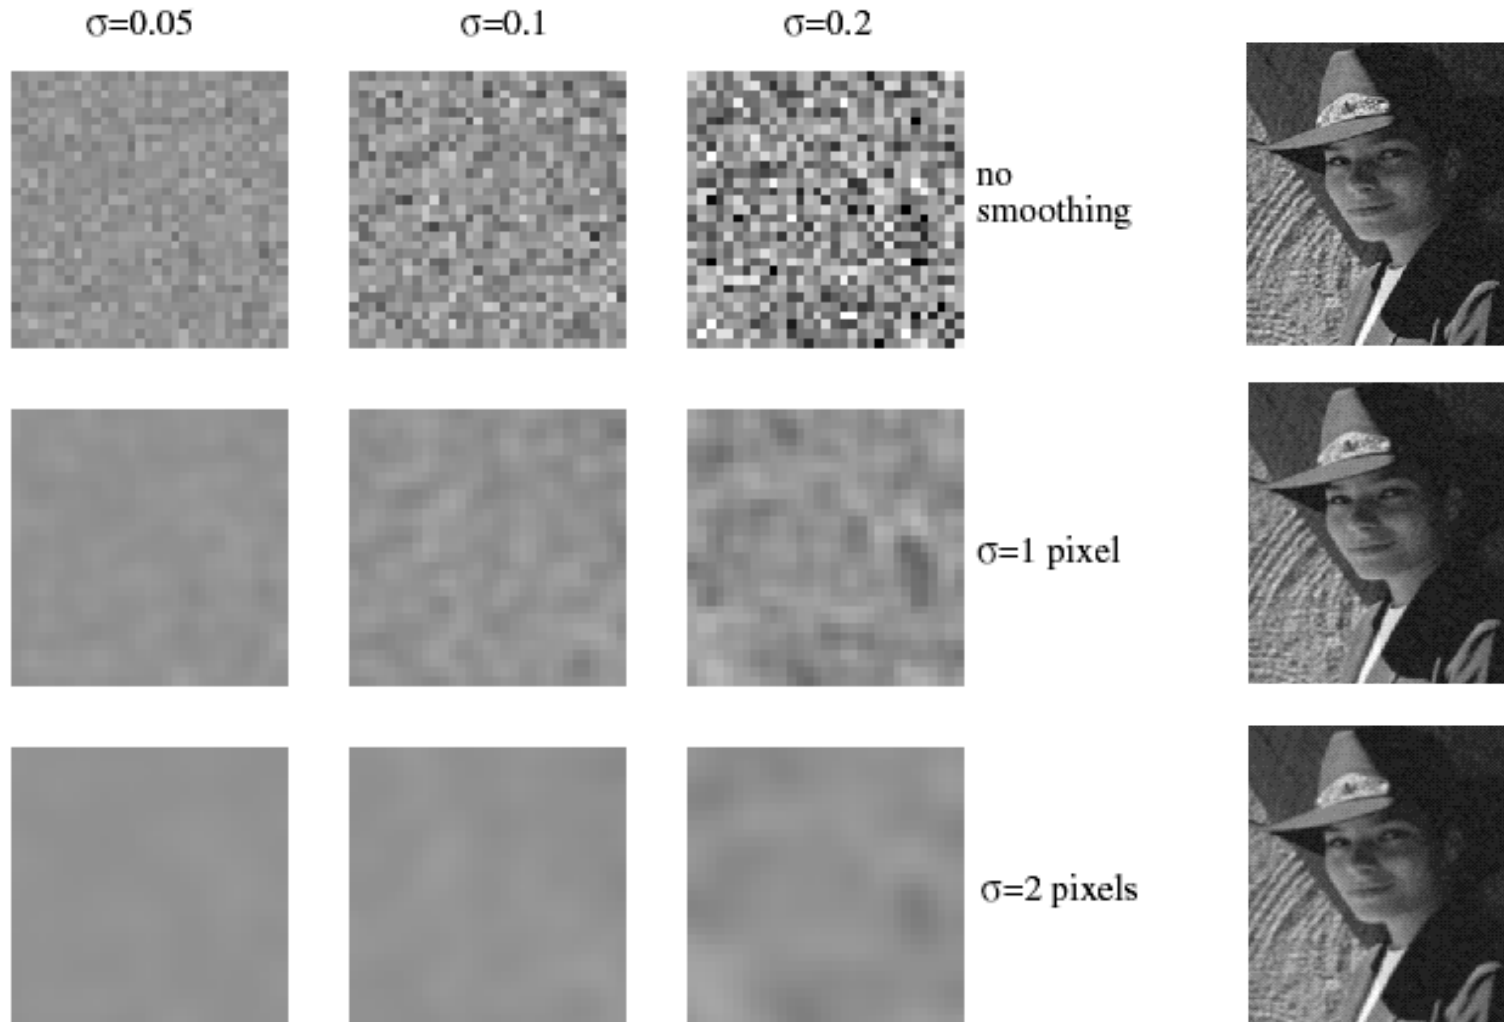 σ=0.05
σ=0.1
σ=0.2
no
smoothing
σ=1 pixel
σ=2 pixels